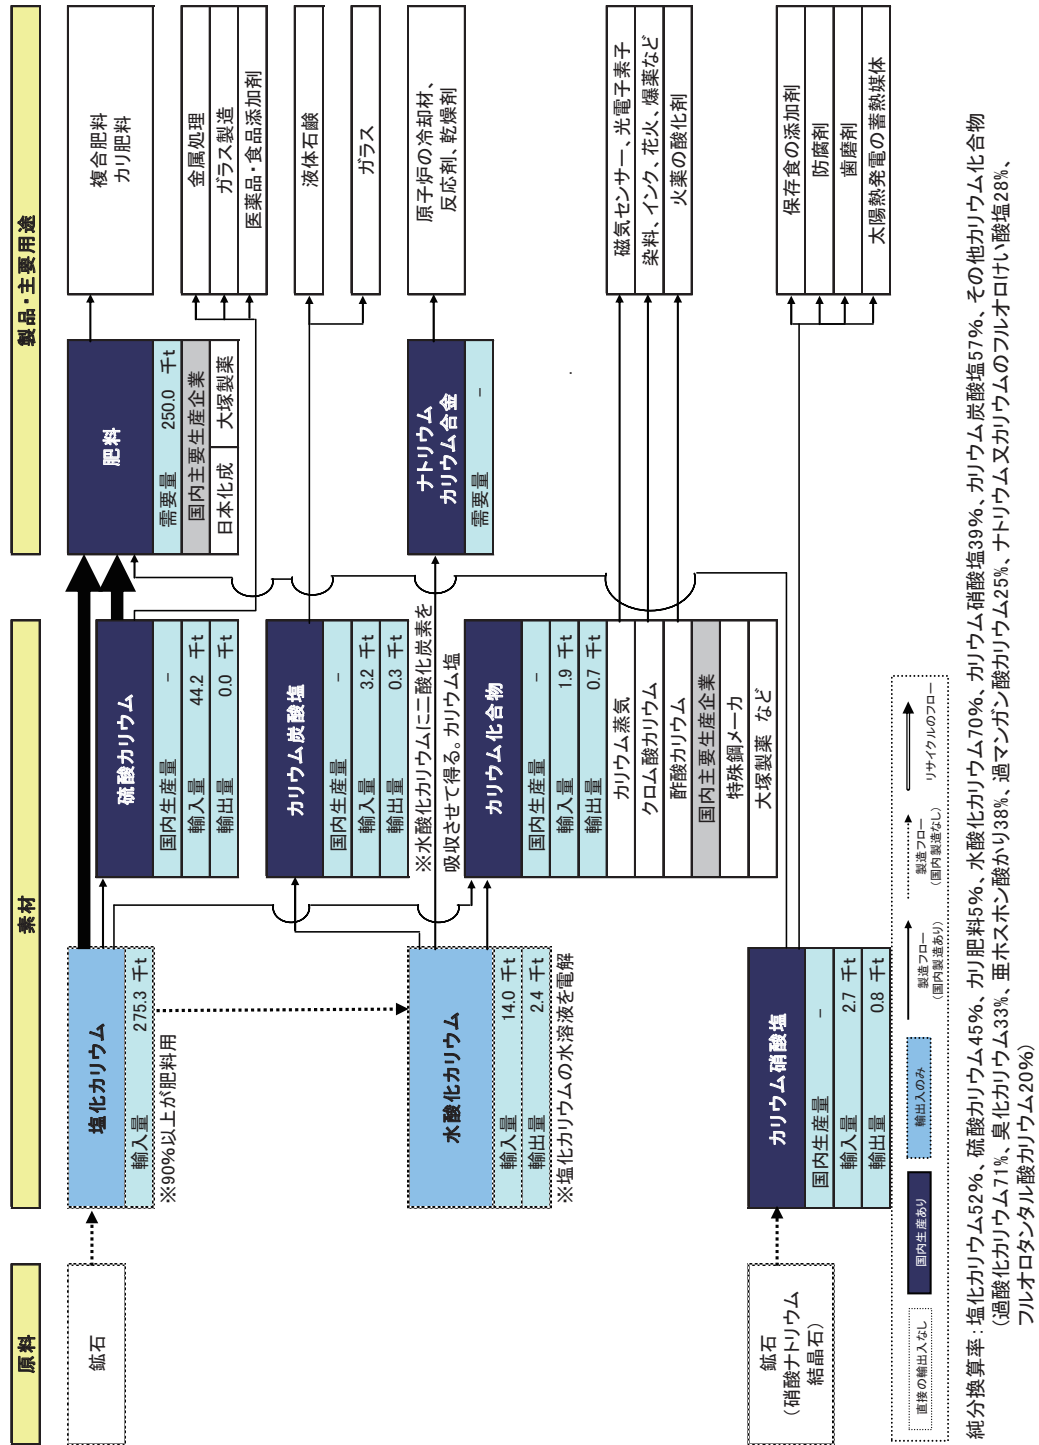 原料
素材
製品・主要用途
鉱石
塩化カリウム
輸入量 275.3 千t
※90%以上が肥料用
硫酸カリウム
国内生産量 －
輸入量 44.2 千t
輸出量 0.0 千t
肥料
需要量 250.0 千t
国内主要生産企業
日本化成 大塚製薬
複合肥料
カリ肥料
金属処理
ガラス製造
医薬品・食品添加剤
カリウム炭酸塩
国内生産量 －
輸入量 3.2 千t
輸出量 0.3 千t
※水酸化カリウムに二酸化炭素を
吸収させて得る。カリウム塩
液体石鹸
ガラス
水酸化カリウム
輸入量 14.0 千t
輸出量 2.4 千t
※塩化カリウムの水溶液を電解
ナトリウム
カリウム合金
需要量 －
原子炉の冷却材、
反応剤、乾燥剤
カリウム化合物
国内生産量 －
輸入量 1.9 千t
輸出量 0.7 千t
カリウム蒸気
クロム酸カリウム
酢酸カリウム
国内主要生産企業
特殊鋼メーカ
大塚製薬 など
磁気センサー、光電子素子
染料、インク、花火、爆薬など
火薬の酸化剤
鉱石
（硝酸ナトリウム
結晶石）
カリウム硝酸塩
国内生産量 －
輸入量 2.7 千t
輸出量 0.8 千t
保存食の添加剤
防腐剤
歯磨剤
太陽熱発電の蓄熱媒体
直接の輸出入なし
国内生産あり
輸出入のみ
製造フロー
（国内製造あり）
製造フロー
（国内製造なし）
リサイクルのフロー
純分換算率：塩化カリウム52%、硫酸カリウム45%、カリ肥料5%、水酸化カリウム70%、カリウム硝酸塩39%、カリウム炭酸塩57%、その他カリウム化合物
（過酸化カリウム71%、臭化カリウム33%、亜ホスホン酸かり38%、過マンガン酸カリウム25%、ナトリウム又カリウムのフルオロけい酸塩28%、
フルオロタンタル酸カリウム20%）